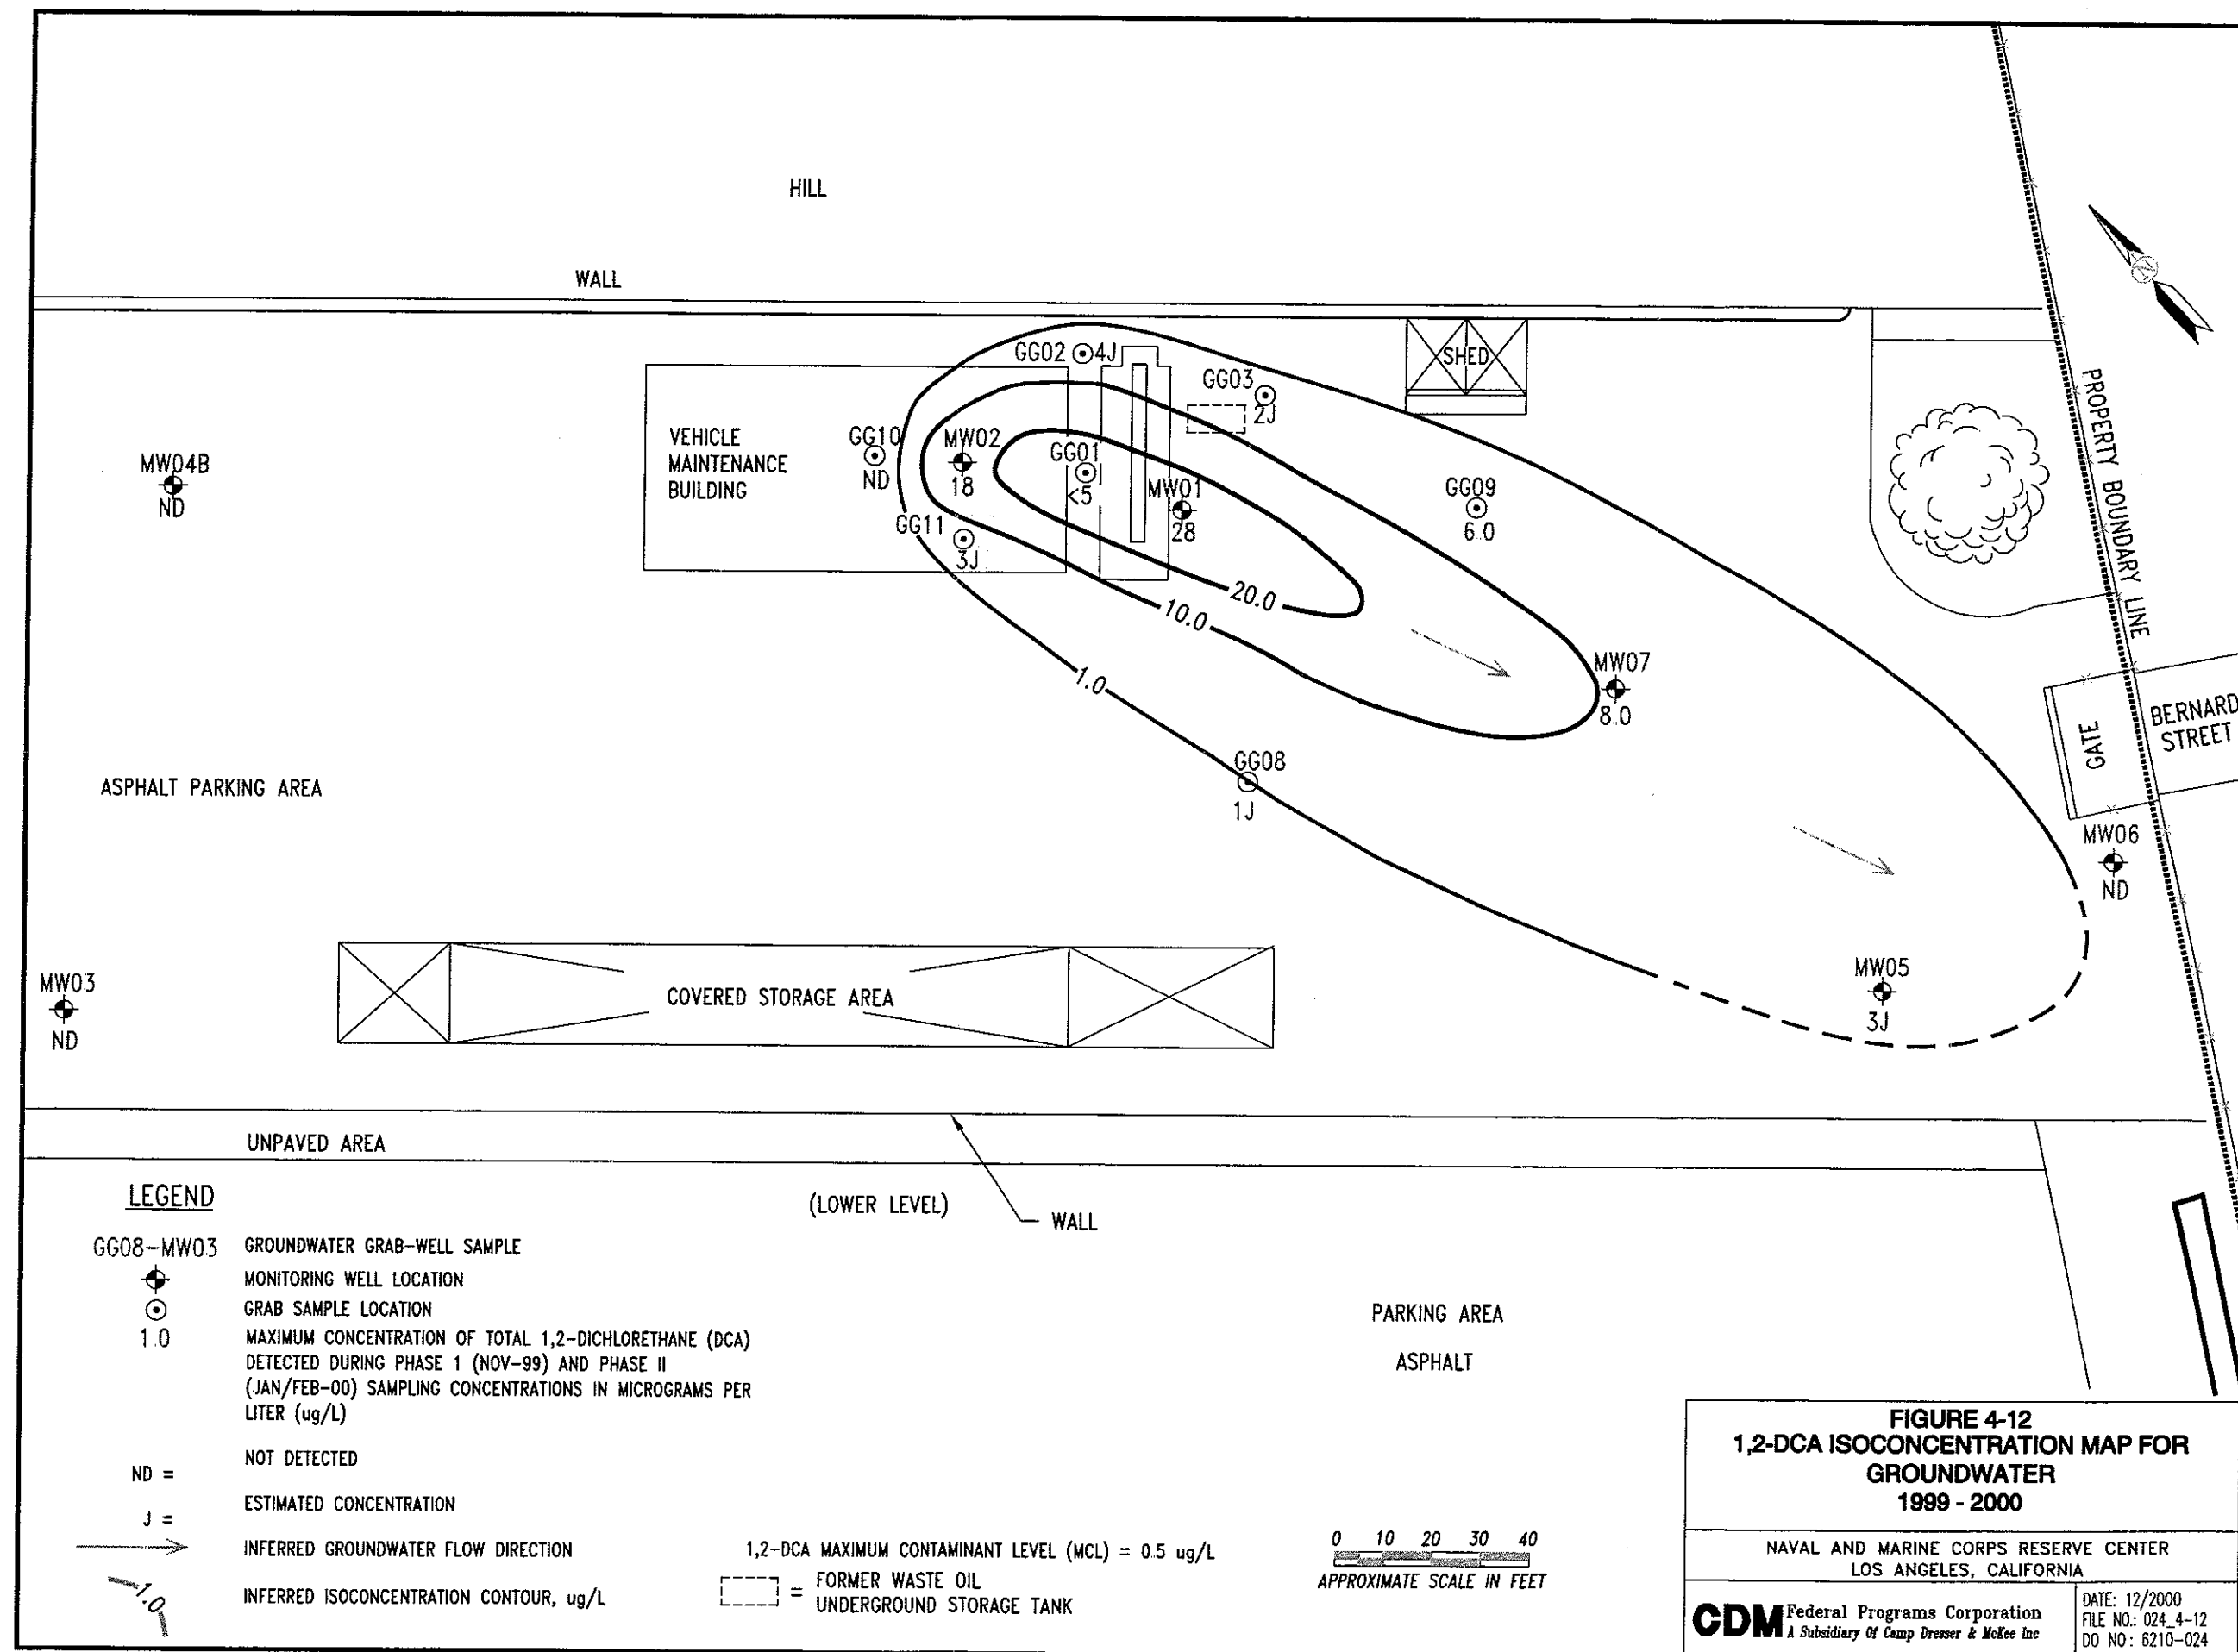 HILL
WALL
GG02
4J
SHED
GG03
2J
VEHICLE
MAINTENANCE
BUILDING
GG10
ND
MW02
18
GG01
<5
MW01
28
MW04B
ND
GG09
6.0
GG11
3J
20.0
10.0
1.0
MW07
8.0
PROPERTY BOUNDARY LINE
N
GATE
BERNARD
STREET
GG08
1J
ASPHALT PARKING AREA
MW06
ND
MW05
3J
MW03
ND
COVERED STORAGE AREA
UNPAVED AREA
(LOWER LEVEL)
WALL
PARKING AREA
ASPHALT
LEGEND
GG08-MW03 GROUNDWATER GRAB-WELL SAMPLE
MONITORING WELL LOCATION
GRAB SAMPLE LOCATION
1.0 MAXIMUM CONCENTRATION OF TOTAL 1,2-DICHLORETHANE (DCA)
DETECTED DURING PHASE 1 (NOV-99) AND PHASE II
(JAN/FEB-00) SAMPLING CONCENTRATIONS IN MICROGRAMS PER
LITER (ug/L)
ND = NOT DETECTED
J = ESTIMATED CONCENTRATION
INFERRED GROUNDWATER FLOW DIRECTION
1.0 INFERRED ISOCONCENTRATION CONTOUR, ug/L
1,2-DCA MAXIMUM CONTAMINANT LEVEL (MCL) = 0.5 ug/L
= FORMER WASTE OIL
UNDERGROUND STORAGE TANK
0 10 20 30 40
APPROXIMATE SCALE IN FEET
FIGURE 4-12
1,2-DCA ISOCONCENTRATION MAP FOR
GROUNDWATER
1999 - 2000
NAVAL AND MARINE CORPS RESERVE CENTER
LOS ANGELES, CALIFORNIA
CDM Federal Programs Corporation
A Subsidiary Of Camp Dresser & McKee Inc
DATE: 12/2000
FILE NO.: 024_4-12
DO NO: 6210-024